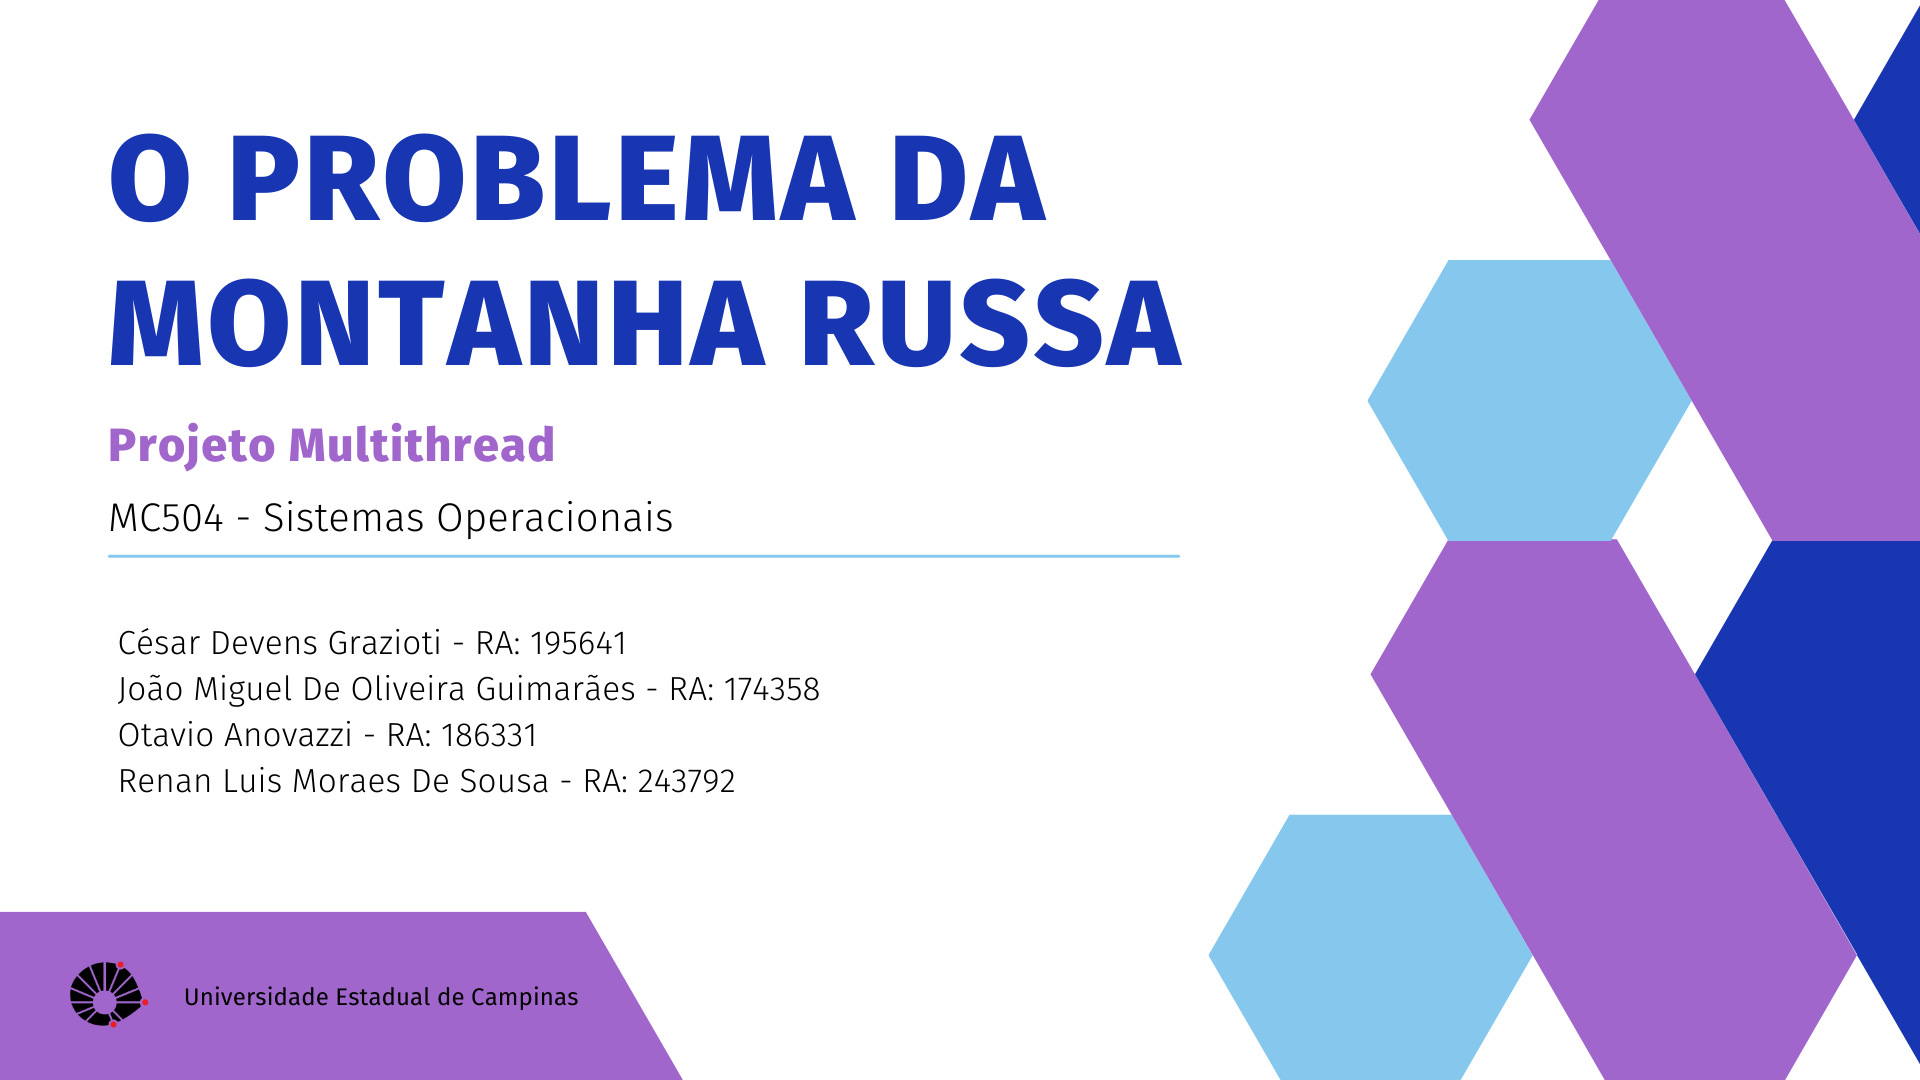 O PROBLEMA DA
MONTANHA RUSSA
Projeto Multithread
MC504 - Sistemas Operacionais
César Devens Grazioti - RA: 195641
João Miguel De Oliveira Guimarães - RA: 174358
Otavio Anovazzi - RA: 186331
Renan Luis Moraes De Sousa - RA: 243792
Universidade Estadual de Campinas